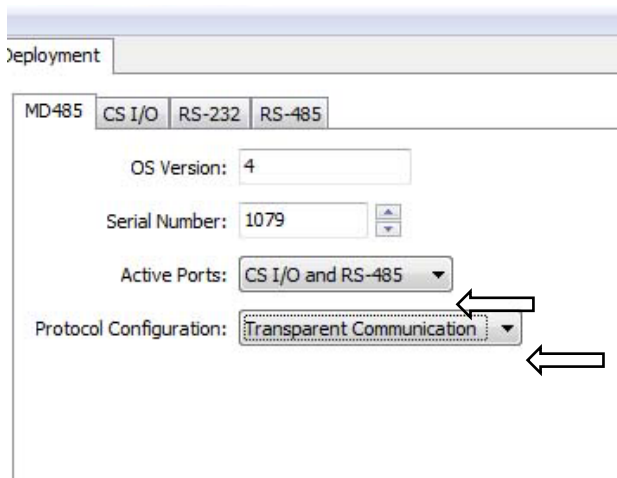 Deployment
MD485 CS I/O RS-232 RS-485
OS Version: 4
Serial Number: 1079
Active Ports: CS I/O and RS-485
Protocol Configuration: Transparent Communication